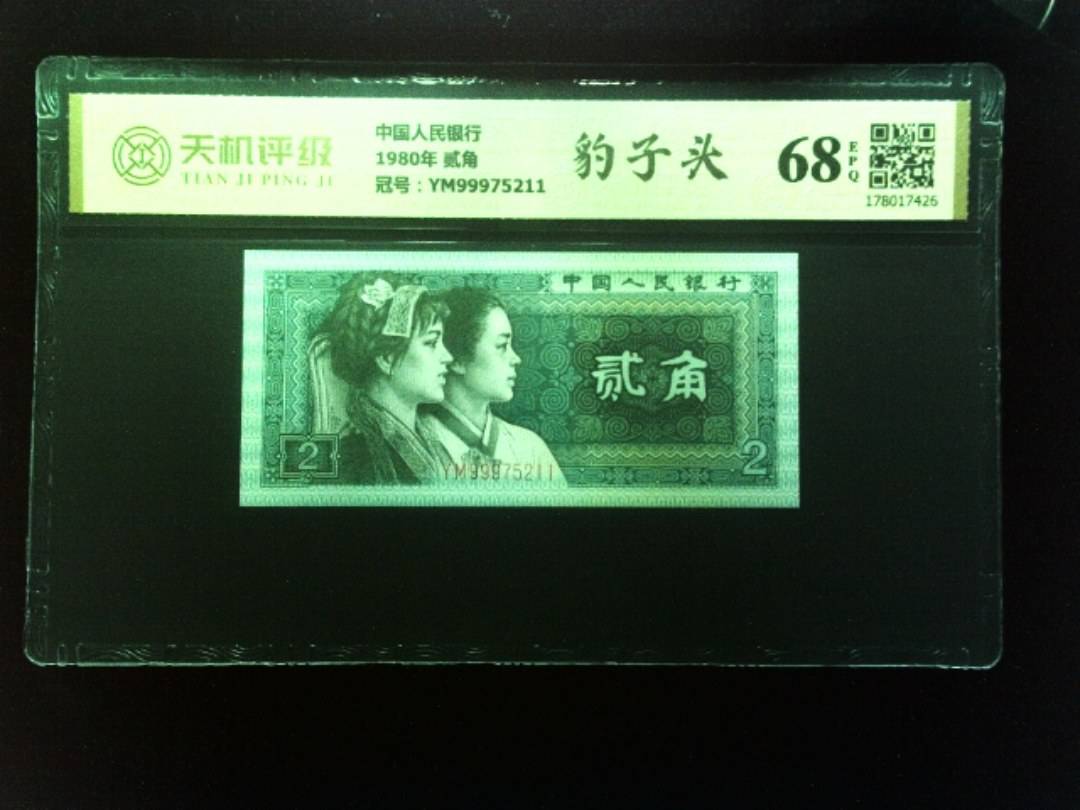 天机评级
TIAN JI PING JI
中国人民银行
1980年 贰角
冠号：YM99975211
豹子头
68
EPQ
178017426
中国人民银行
贰角
2
YM99975211
2